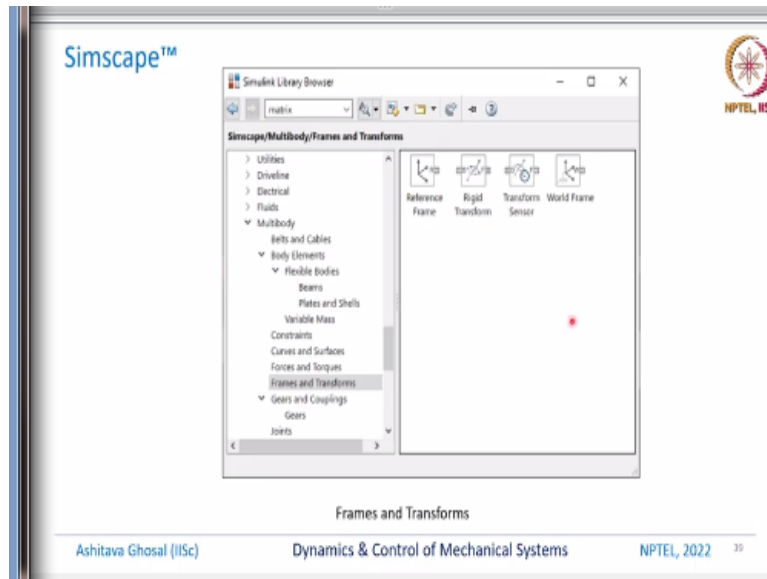 Simscape™
NPTEL, IIS
Simulink Library Browser
matrix
Simscape/Multibody/Frames and Transforms
Utilities
Driveline
Electrical
Fluids
Multibody
Belts and Cables
Body Elements
Flexible Bodies
Beams
Plates and Shells
Variable Mass
Constraints
Curves and Surfaces
Forces and Torques
Frames and Transforms
Gears and Couplings
Gears
Joints
Reference Frame
Rigid Transform
Transform Sensor
World Frame
Frames and Transforms
Ashitava Ghosal (IISc)
Dynamics & Control of Mechanical Systems
NPTEL, 2022